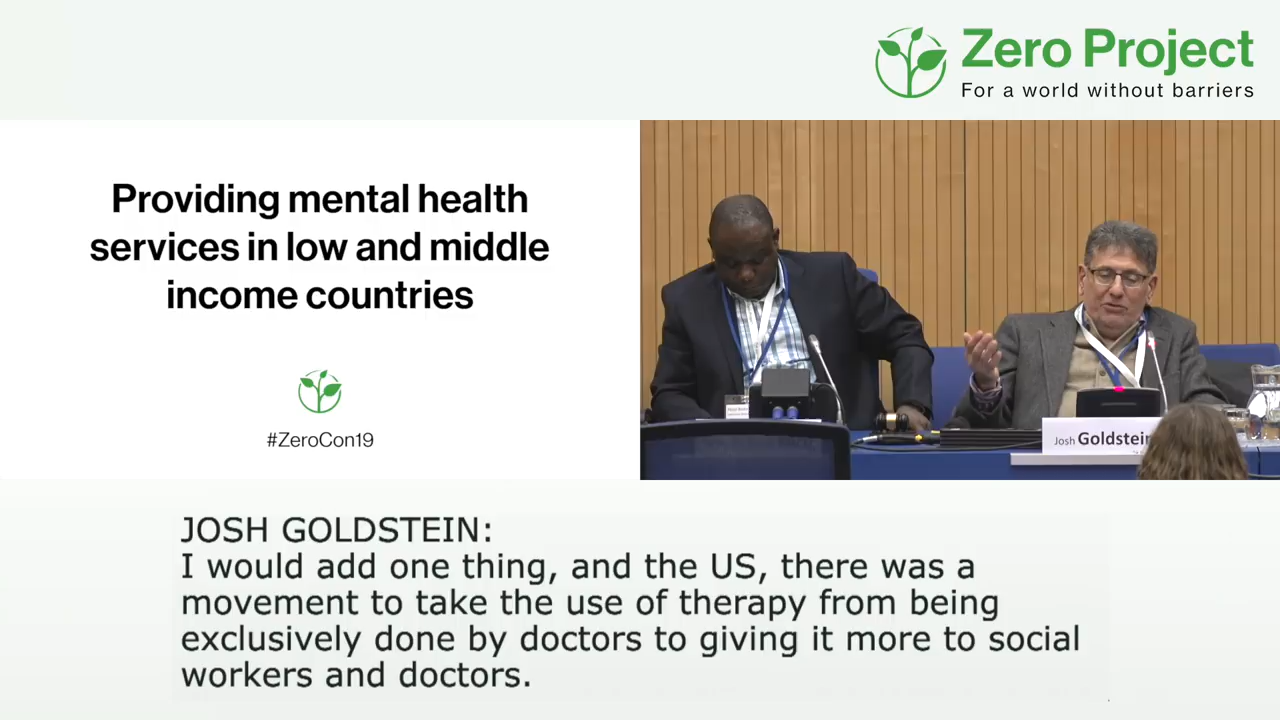 Zero Project
For a world without barriers
Providing mental health
services in low and middle
income countries
#ZeroCon19
Josh Goldstein
JOSH GOLDSTEIN:
I would add one thing, and the US, there was a
movement to take the use of therapy from being
exclusively done by doctors to giving it more to social
workers and doctors.